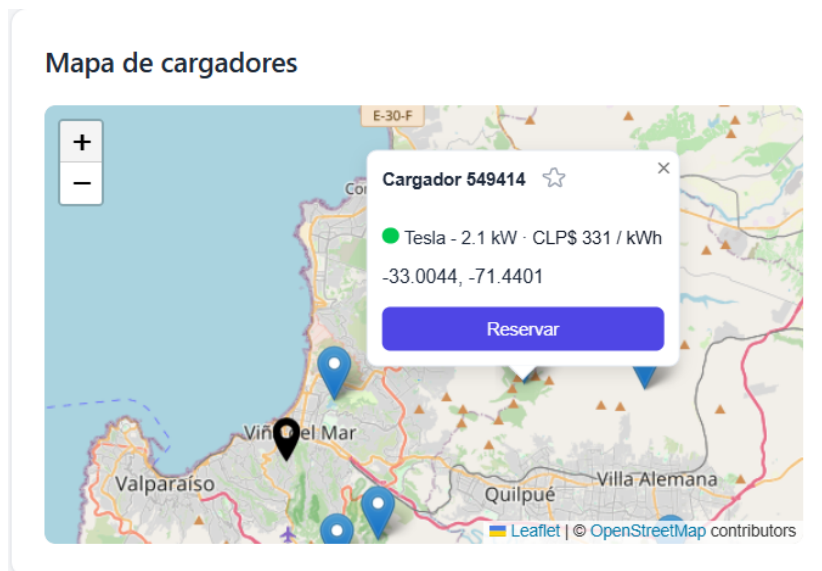 Mapa de cargadores
+
−
E-30-F
Cargador 549414
×
Tesla - 2.1 kW · CLP$ 331 / kWh
-33.0044, -71.4401
Reservar
Viña del Mar
Valparaíso
Quilpué
Villa Alemana
Leaflet | © OpenStreetMap contributors